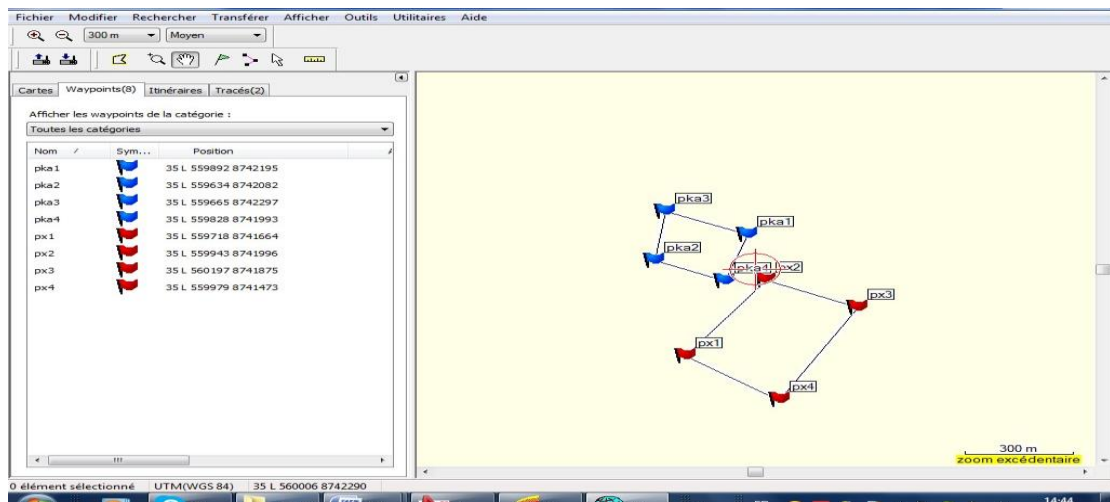 Fichier Modifier Rechercher Transférer Afficher Outils Utilitaires Aide
300 m Moyen
Cartes Waypoints(8) Itinéraires Tracés(2)
Afficher les waypoints de la catégorie :
Toutes les catégories
Nom Sym... Position
pka1 35 L 559892 8742195
pka2 35 L 559634 8742082
pka3 35 L 559665 8742297
pka4 35 L 559828 8741993
px1 35 L 559718 8741664
px2 35 L 559943 8741996
px3 35 L 560197 8741875
px4 35 L 559979 8741473
pka3
pka1
pka2
pka4 px2
px3
px1
px4
300 m
zoom excédentaire
0 élément sélectionné UTM(WGS 84) 35 L 560006 8742290
14:44